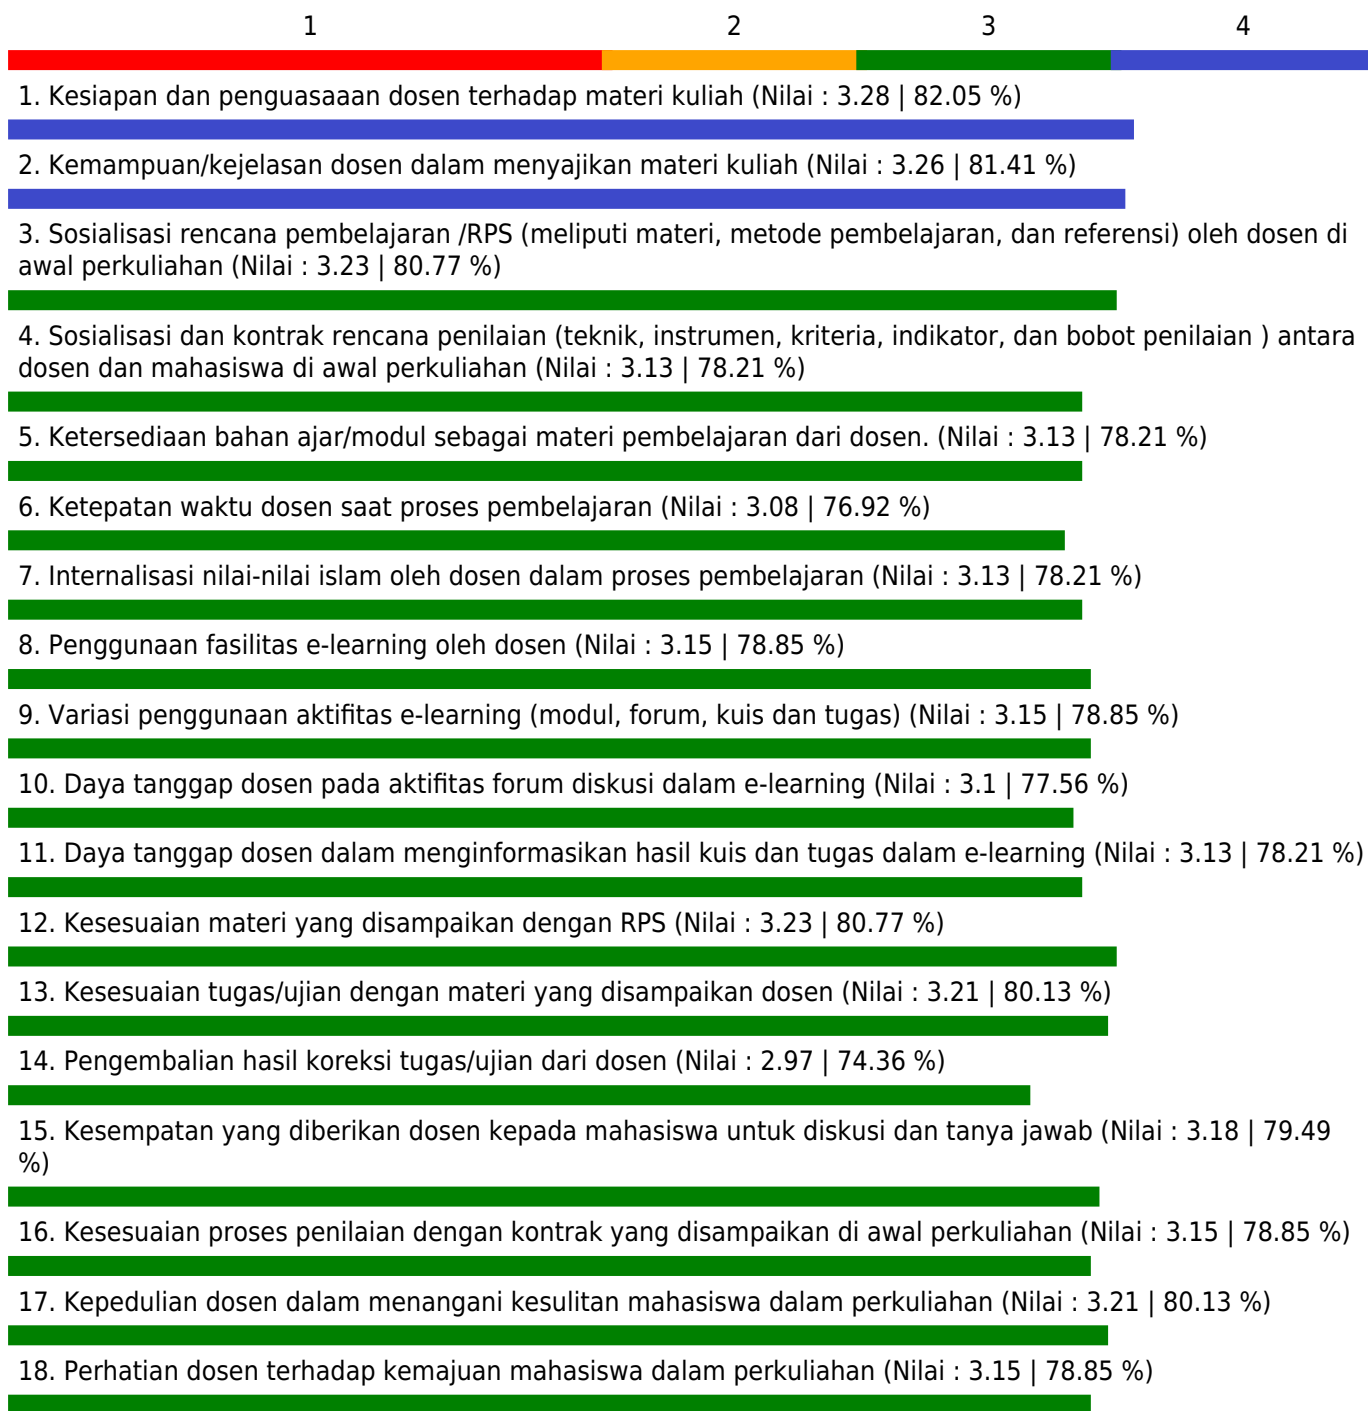 1 2 3 4
1. Kesiapan dan penguasaaan dosen terhadap materi kuliah (Nilai : 3.28 | 82.05 %)
2. Kemampuan/kejelasan dosen dalam menyajikan materi kuliah (Nilai : 3.26 | 81.41 %)
3. Sosialisasi rencana pembelajaran /RPS (meliputi materi, metode pembelajaran, dan referensi) oleh dosen di
awal perkuliahan (Nilai : 3.23 | 80.77 %)
4. Sosialisasi dan kontrak rencana penilaian (teknik, instrumen, kriteria, indikator, dan bobot penilaian ) antara
dosen dan mahasiswa di awal perkuliahan (Nilai : 3.13 | 78.21 %)
5. Ketersediaan bahan ajar/modul sebagai materi pembelajaran dari dosen. (Nilai : 3.13 | 78.21 %)
6. Ketepatan waktu dosen saat proses pembelajaran (Nilai : 3.08 | 76.92 %)
7. Internalisasi nilai-nilai islam oleh dosen dalam proses pembelajaran (Nilai : 3.13 | 78.21 %)
8. Penggunaan fasilitas e-learning oleh dosen (Nilai : 3.15 | 78.85 %)
9. Variasi penggunaan aktifitas e-learning (modul, forum, kuis dan tugas) (Nilai : 3.15 | 78.85 %)
10. Daya tanggap dosen pada aktifitas forum diskusi dalam e-learning (Nilai : 3.1 | 77.56 %)
11. Daya tanggap dosen dalam menginformasikan hasil kuis dan tugas dalam e-learning (Nilai : 3.13 | 78.21 %)
12. Kesesuaian materi yang disampaikan dengan RPS (Nilai : 3.23 | 80.77 %)
13. Kesesuaian tugas/ujian dengan materi yang disampaikan dosen (Nilai : 3.21 | 80.13 %)
14. Pengembalian hasil koreksi tugas/ujian dari dosen (Nilai : 2.97 | 74.36 %)
15. Kesempatan yang diberikan dosen kepada mahasiswa untuk diskusi dan tanya jawab (Nilai : 3.18 | 79.49
%)
16. Kesesuaian proses penilaian dengan kontrak yang disampaikan di awal perkuliahan (Nilai : 3.15 | 78.85 %)
17. Kepedulian dosen dalam menangani kesulitan mahasiswa dalam perkuliahan (Nilai : 3.21 | 80.13 %)
18. Perhatian dosen terhadap kemajuan mahasiswa dalam perkuliahan (Nilai : 3.15 | 78.85 %)